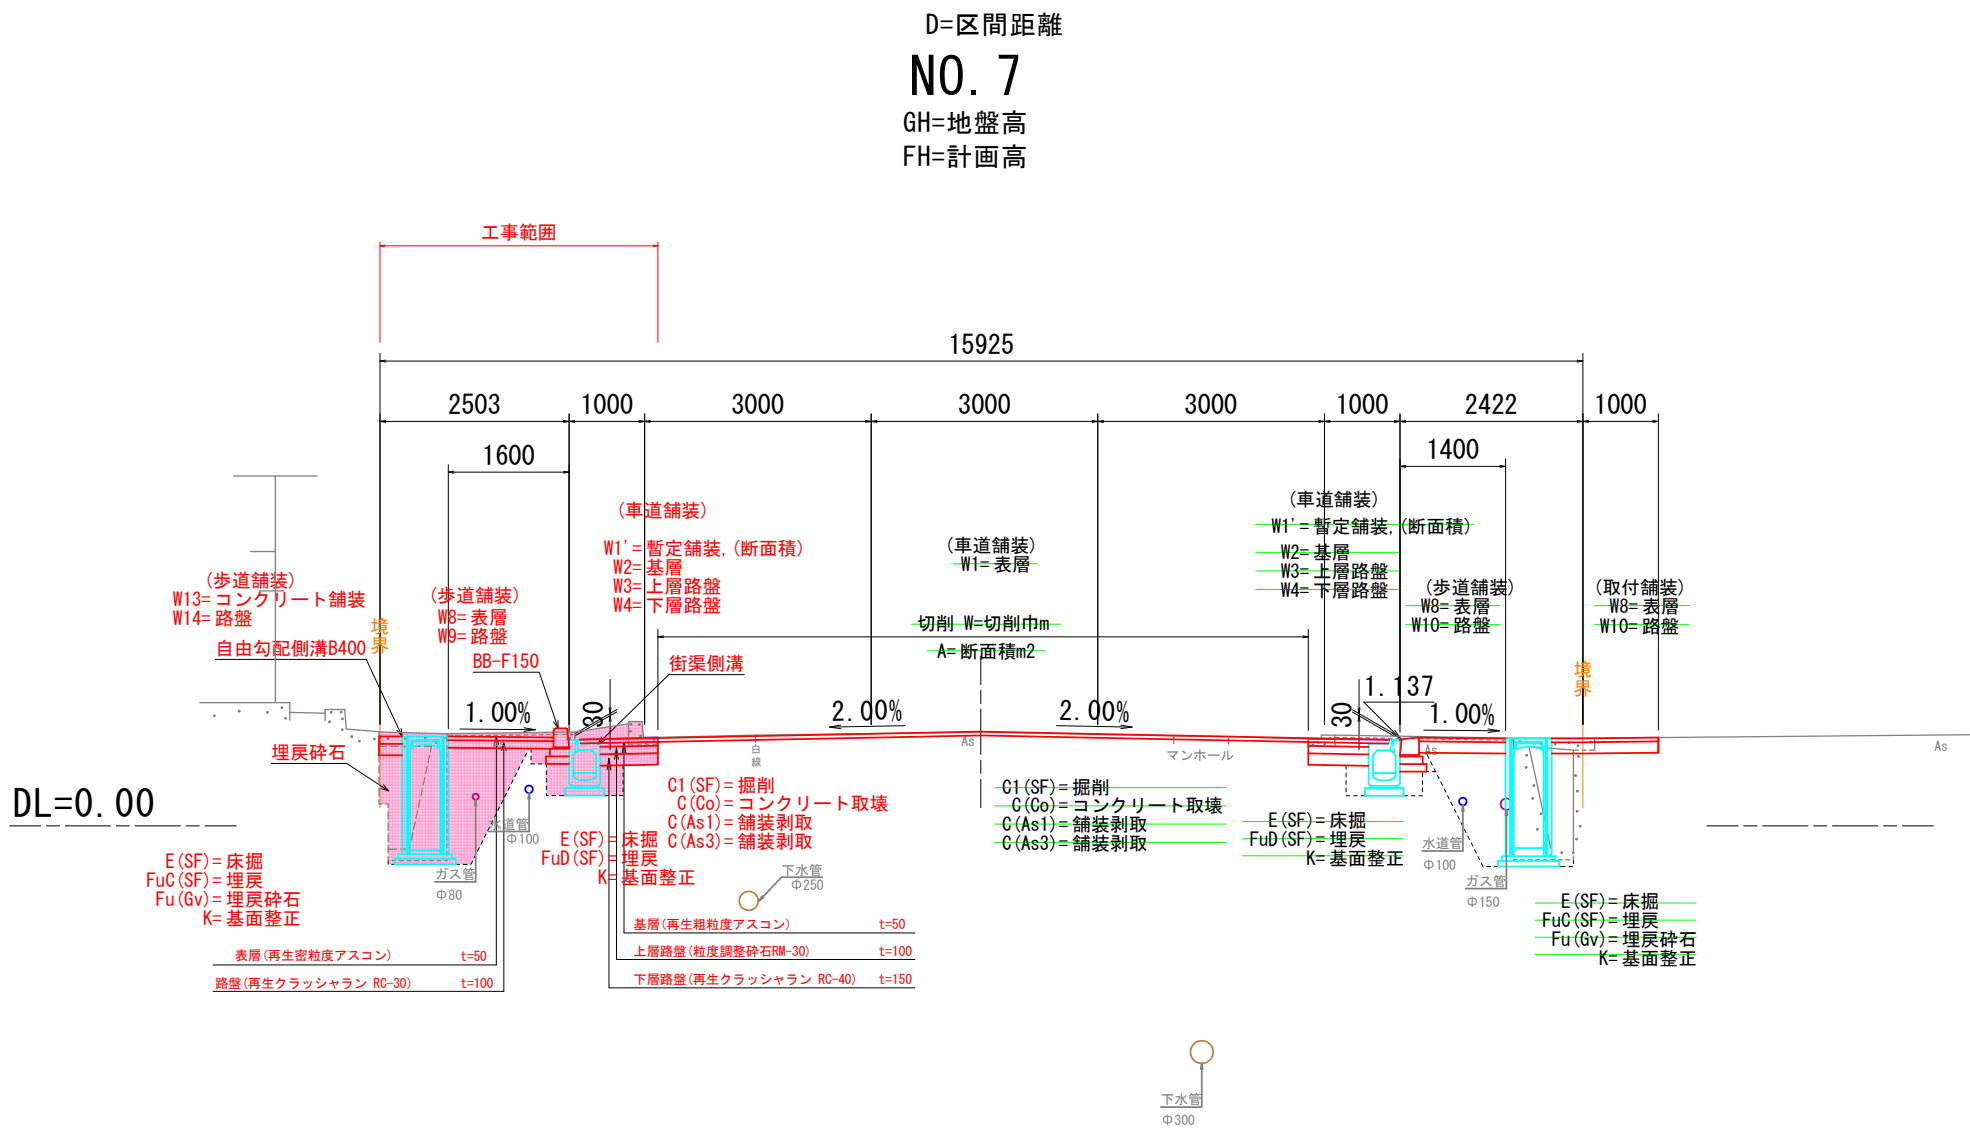 D=区間距離
NO. 7
GH=地盤高
FH=計画高
工事範囲
15925
2503
1000
3000
3000
3000
1000
2422
1000
1600
1400
(歩道舗装)
W13=コンクリート舗装
W14=路盤
自由勾配側溝B400
境界
(歩道舗装)
W8=表層
W9=路盤
BB-F150
(車道舗装)
W1'=暫定舗装,(断面積)
W2=基層
W3=上層路盤
W4=下層路盤
街渠側溝
(車道舗装)
W1=表層
切削 W=切削巾m
A=断面積m2
(車道舗装)
W1'=暫定舗装,(断面積)
W2=基層
W3=上層路盤
W4=下層路盤
(歩道舗装)
W8=表層
W10=路盤
(取付舗装)
W8=表層
W10=路盤
境界
1.00%
30
2.00%
2.00%
30
1.137
1.00%
埋戻砕石
白線
As
マンホール
As
As
DL=0.00
水道管
Φ100
ガス管
Φ80
C1(SF)=掘削
C(Co)=コンクリート取壊
C(As1)=舗装剥取
C(As3)=舗装剥取
E(SF)=床掘
FuD(SF)=埋戻
K=基面整正
下水管
Φ250
C1(SF)=掘削
C(Co)=コンクリート取壊
C(As1)=舗装剥取
C(As3)=舗装剥取
E(SF)=床掘
FuD(SF)=埋戻
K=基面整正
水道管
Φ100
ガス管
Φ150
E(SF)=床掘
FuC(SF)=埋戻
Fu(Gv)=埋戻砕石
K=基面整正
E(SF)=床掘
FuC(SF)=埋戻
Fu(Gv)=埋戻砕石
K=基面整正
表層(再生密粒度アスコン) t=50
路盤(再生クラッシャラン RC-30) t=100
基層(再生粗粒度アスコン) t=50
上層路盤(粒度調整砕石RM-30) t=100
下層路盤(再生クラッシャラン RC-40) t=150
下水管
Φ300